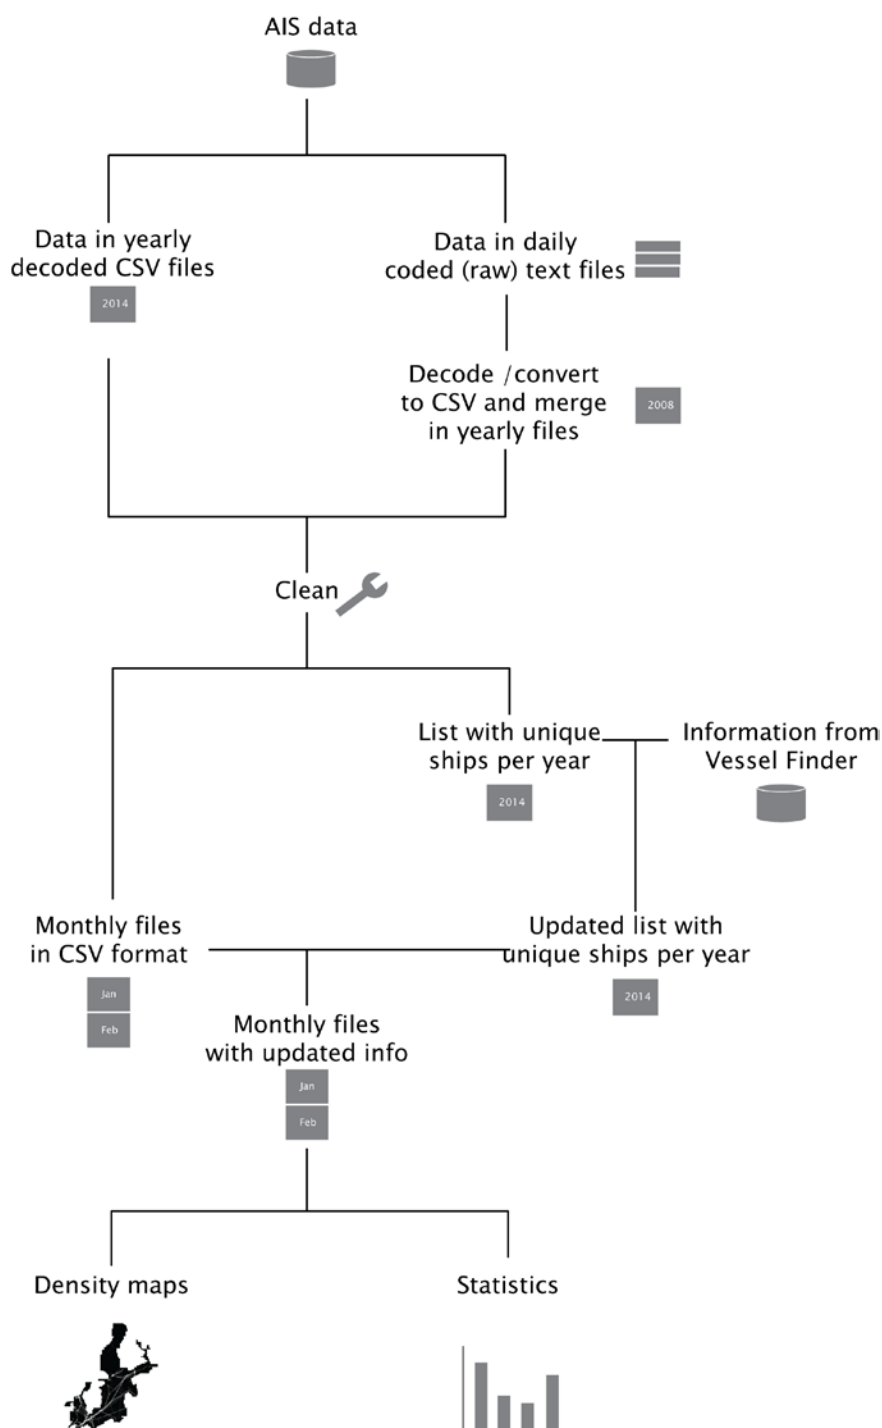 AIS data
Data in yearly
decoded CSV files
2014
Data in daily
coded (raw) text files
Decode /convert
to CSV and merge
in yearly files
2008
Clean
List with unique
ships per year
2014
Information from
Vessel Finder
Monthly files
in CSV format
Jan
Feb
Updated list with
unique ships per year
2014
Monthly files
with updated info
Jan
Feb
Density maps
Statistics